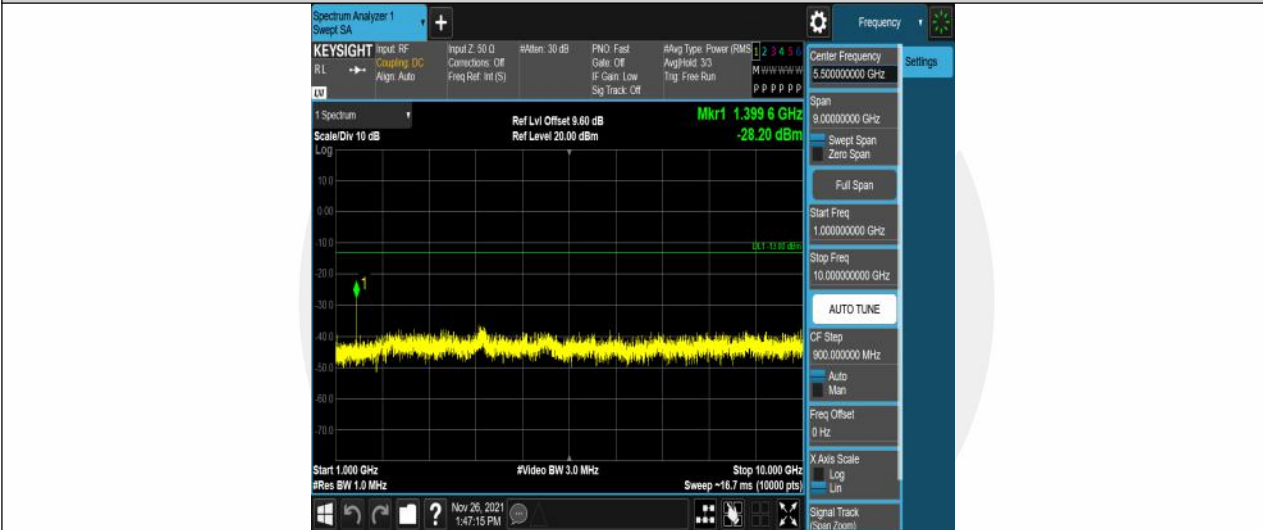 Spectrum Analyzer 1
Swept SA
+
Frequency
KEYSIGHT
RL
LV
Input: RF
Coupling: DC
Align: Auto
Input Z: 50 Ω
Corrections: Off
Freq Ref: Int (S)
#Atten: 30 dB
PNO: Fast
Gate: Off
IF Gain: Low
Sig Track: Off
#Avg Type: Power (RMS
Avg|Hold: 3/3
Trig: Free Run
1 2 3 4 5 6
M W W W W W
P P P P P P
1 Spectrum
Scale/Div 10 dB
Log
Ref Lvl Offset 9.60 dB
Ref Level 20.00 dBm
Mkr1 1.399 6 GHz
-28.20 dBm
10.0
0.00
-10.0
DL1 -13.00 dBm
-20.0
1
-30.0
-40.0
-50.0
-60.0
-70.0
Start 1.000 GHz
#Res BW 1.0 MHz
#Video BW 3.0 MHz
Stop 10.000 GHz
Sweep ~16.7 ms (10000 pts)
?
Nov 26, 2021
1:47:15 PM
Center Frequency
5.500000000 GHz
Settings
Span
9.00000000 GHz
Swept Span
Zero Span
Full Span
Start Freq
1.000000000 GHz
Stop Freq
10.000000000 GHz
AUTO TUNE
CF Step
900.000000 MHz
Auto
Man
Freq Offset
0 Hz
X Axis Scale
Log
Lin
Signal Track
(Span Zoom)